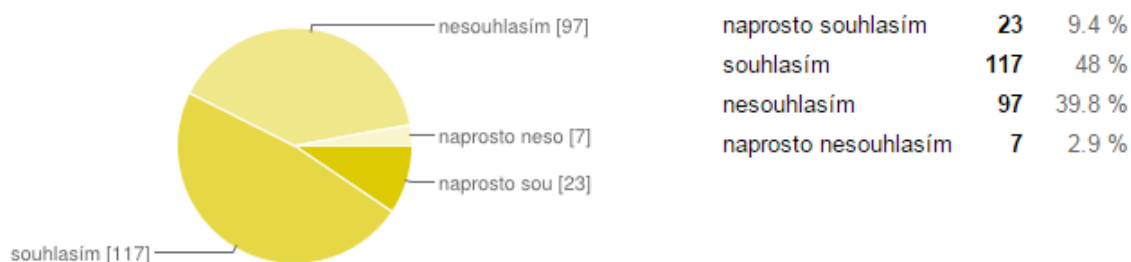 nesouhlasím [97]
naprosto neso [7]
naprosto sou [23]
souhlasím [117]
naprosto souhlasím 23 9.4 %
souhlasím 117 48 %
nesouhlasím 97 39.8 %
naprosto nesouhlasím 7 2.9 %